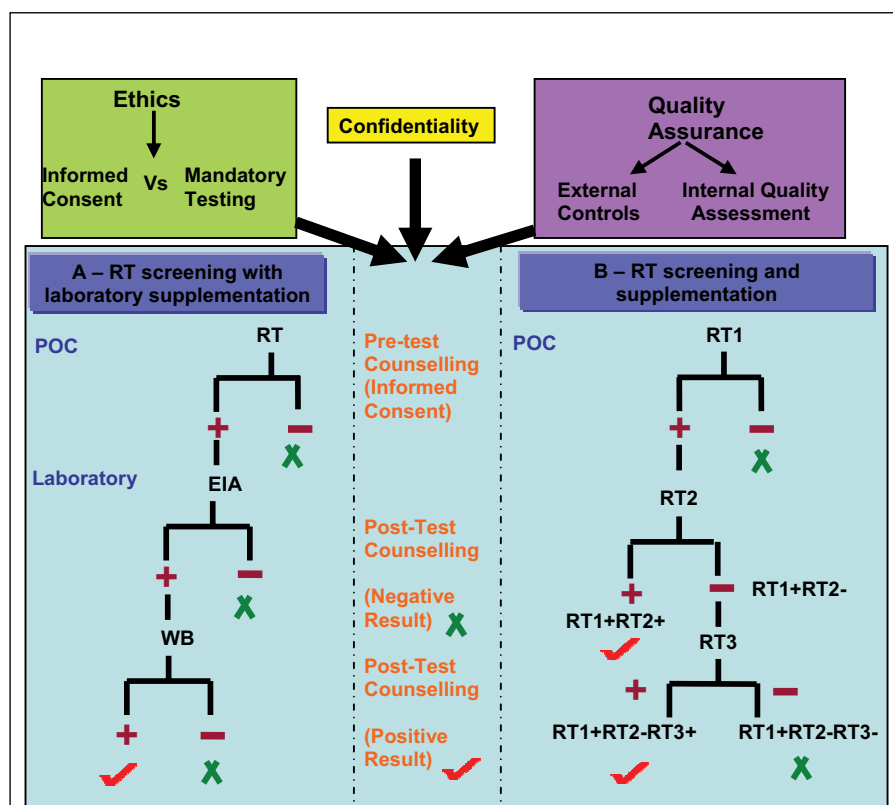 Ethics
Informed
Consent
Vs
Mandatory
Testing
Confidentiality
Quality
Assurance
External
Controls
Internal Quality
Assessment
A – RT screening with
laboratory supplementation
POC
RT
+
–
X
Laboratory
EIA
+
–
X
WB
+
–
X
Pre-test
Counselling
(Informed
Consent)
Post-Test
Counselling
(Negative
Result) X
Post-Test
Counselling
(Positive
Result)
B – RT screening and
supplementation
POC
RT1
+
–
X
RT2
+
–
RT1+RT2-
RT1+RT2+
RT3
+
–
RT1+RT2-RT3+
RT1+RT2-RT3-
X